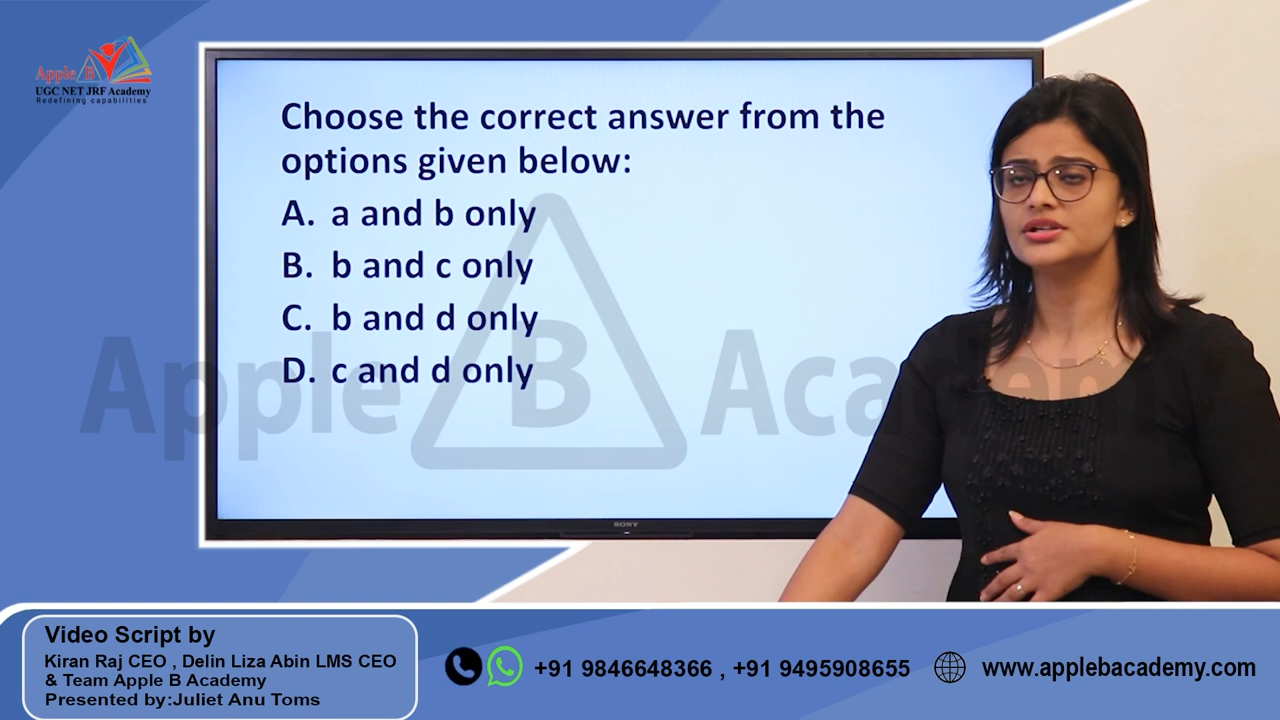 Apple B
UGC NET JRF Academy
Redefining capabilities
Choose the correct answer from the
options given below:
A. a and b only
B. b and c only
C. b and d only
D. c and d only
Apple B Academy
SONY
Video Script by
Kiran Raj CEO , Delin Liza Abin LMS CEO
& Team Apple B Academy
Presented by:Juliet Anu Toms
+91 9846648366 , +91 9495908655
www.applebacademy.com